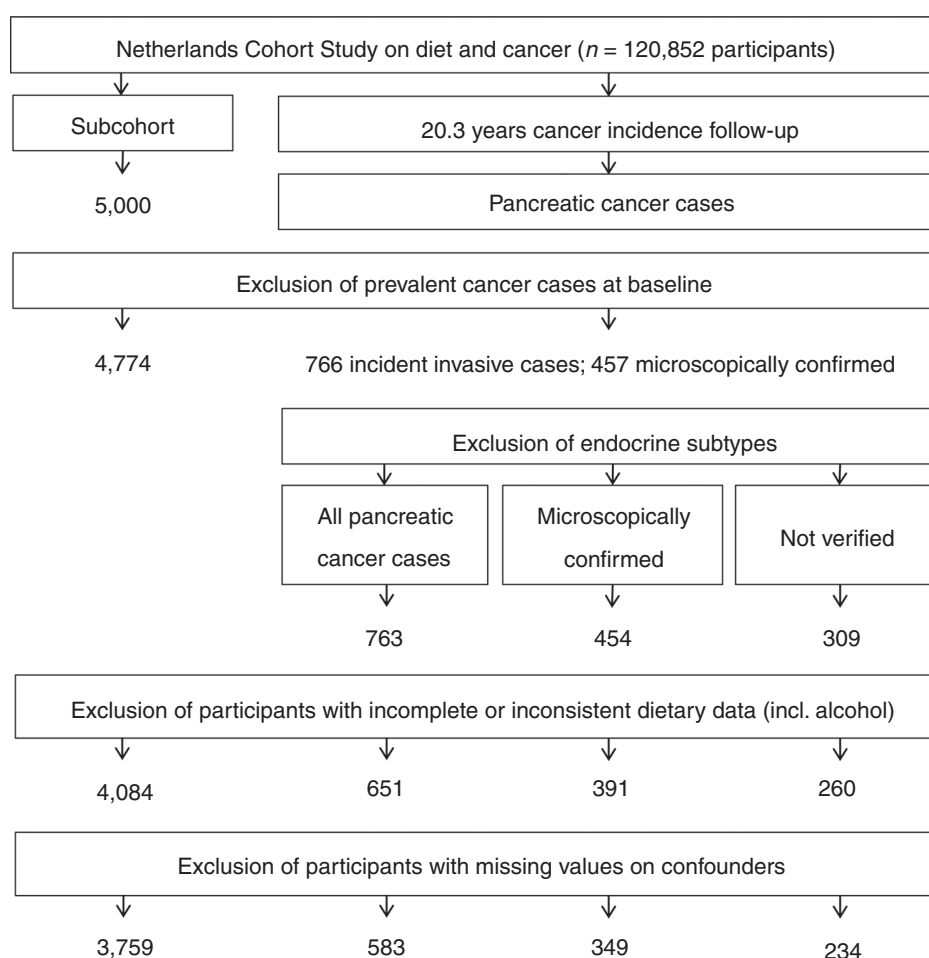 Netherlands Cohort Study on diet and cancer (n = 120,852 participants)
Subcohort
20.3 years cancer incidence follow-up
5,000
Pancreatic cancer cases
Exclusion of prevalent cancer cases at baseline
4,774
766 incident invasive cases; 457 microscopically confirmed
Exclusion of endocrine subtypes
All pancreatic
cancer cases
Microscopically
confirmed
Not verified
763
454
309
Exclusion of participants with incomplete or inconsistent dietary data (incl. alcohol)
4,084
651
391
260
Exclusion of participants with missing values on confounders
3,759
583
349
234